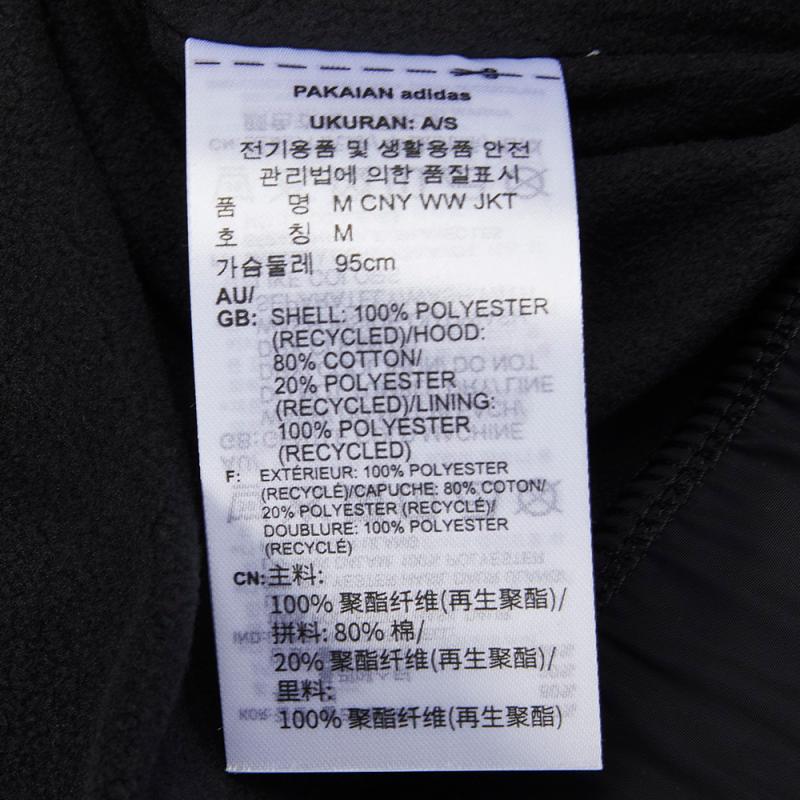 PAKAIAN adidas
UKURAN: A/S
전기용품 및 생활용품 안전
관리법에 의한 품질표시
품 명 M CNY WW JKT
호 칭 M
가슴둘레 95cm
AU/
GB: SHELL: 100% POLYESTER
(RECYCLED)/HOOD:
80% COTTON/
20% POLYESTER
(RECYCLED)/LINING:
100% POLYESTER
(RECYCLED)
F: EXTÉRIEUR: 100% POLYESTER
(RECYCLÉ)/CAPUCHE: 80% COTON/
20% POLYESTER (RECYCLÉ)/
DOUBLURE: 100% POLYESTER
(RECYCLÉ)
CN:主料:
100% 聚酯纤维(再生聚酯)/
拼料: 80% 棉/
20% 聚酯纤维(再生聚酯)/
里料:
100% 聚酯纤维(再生聚酯)